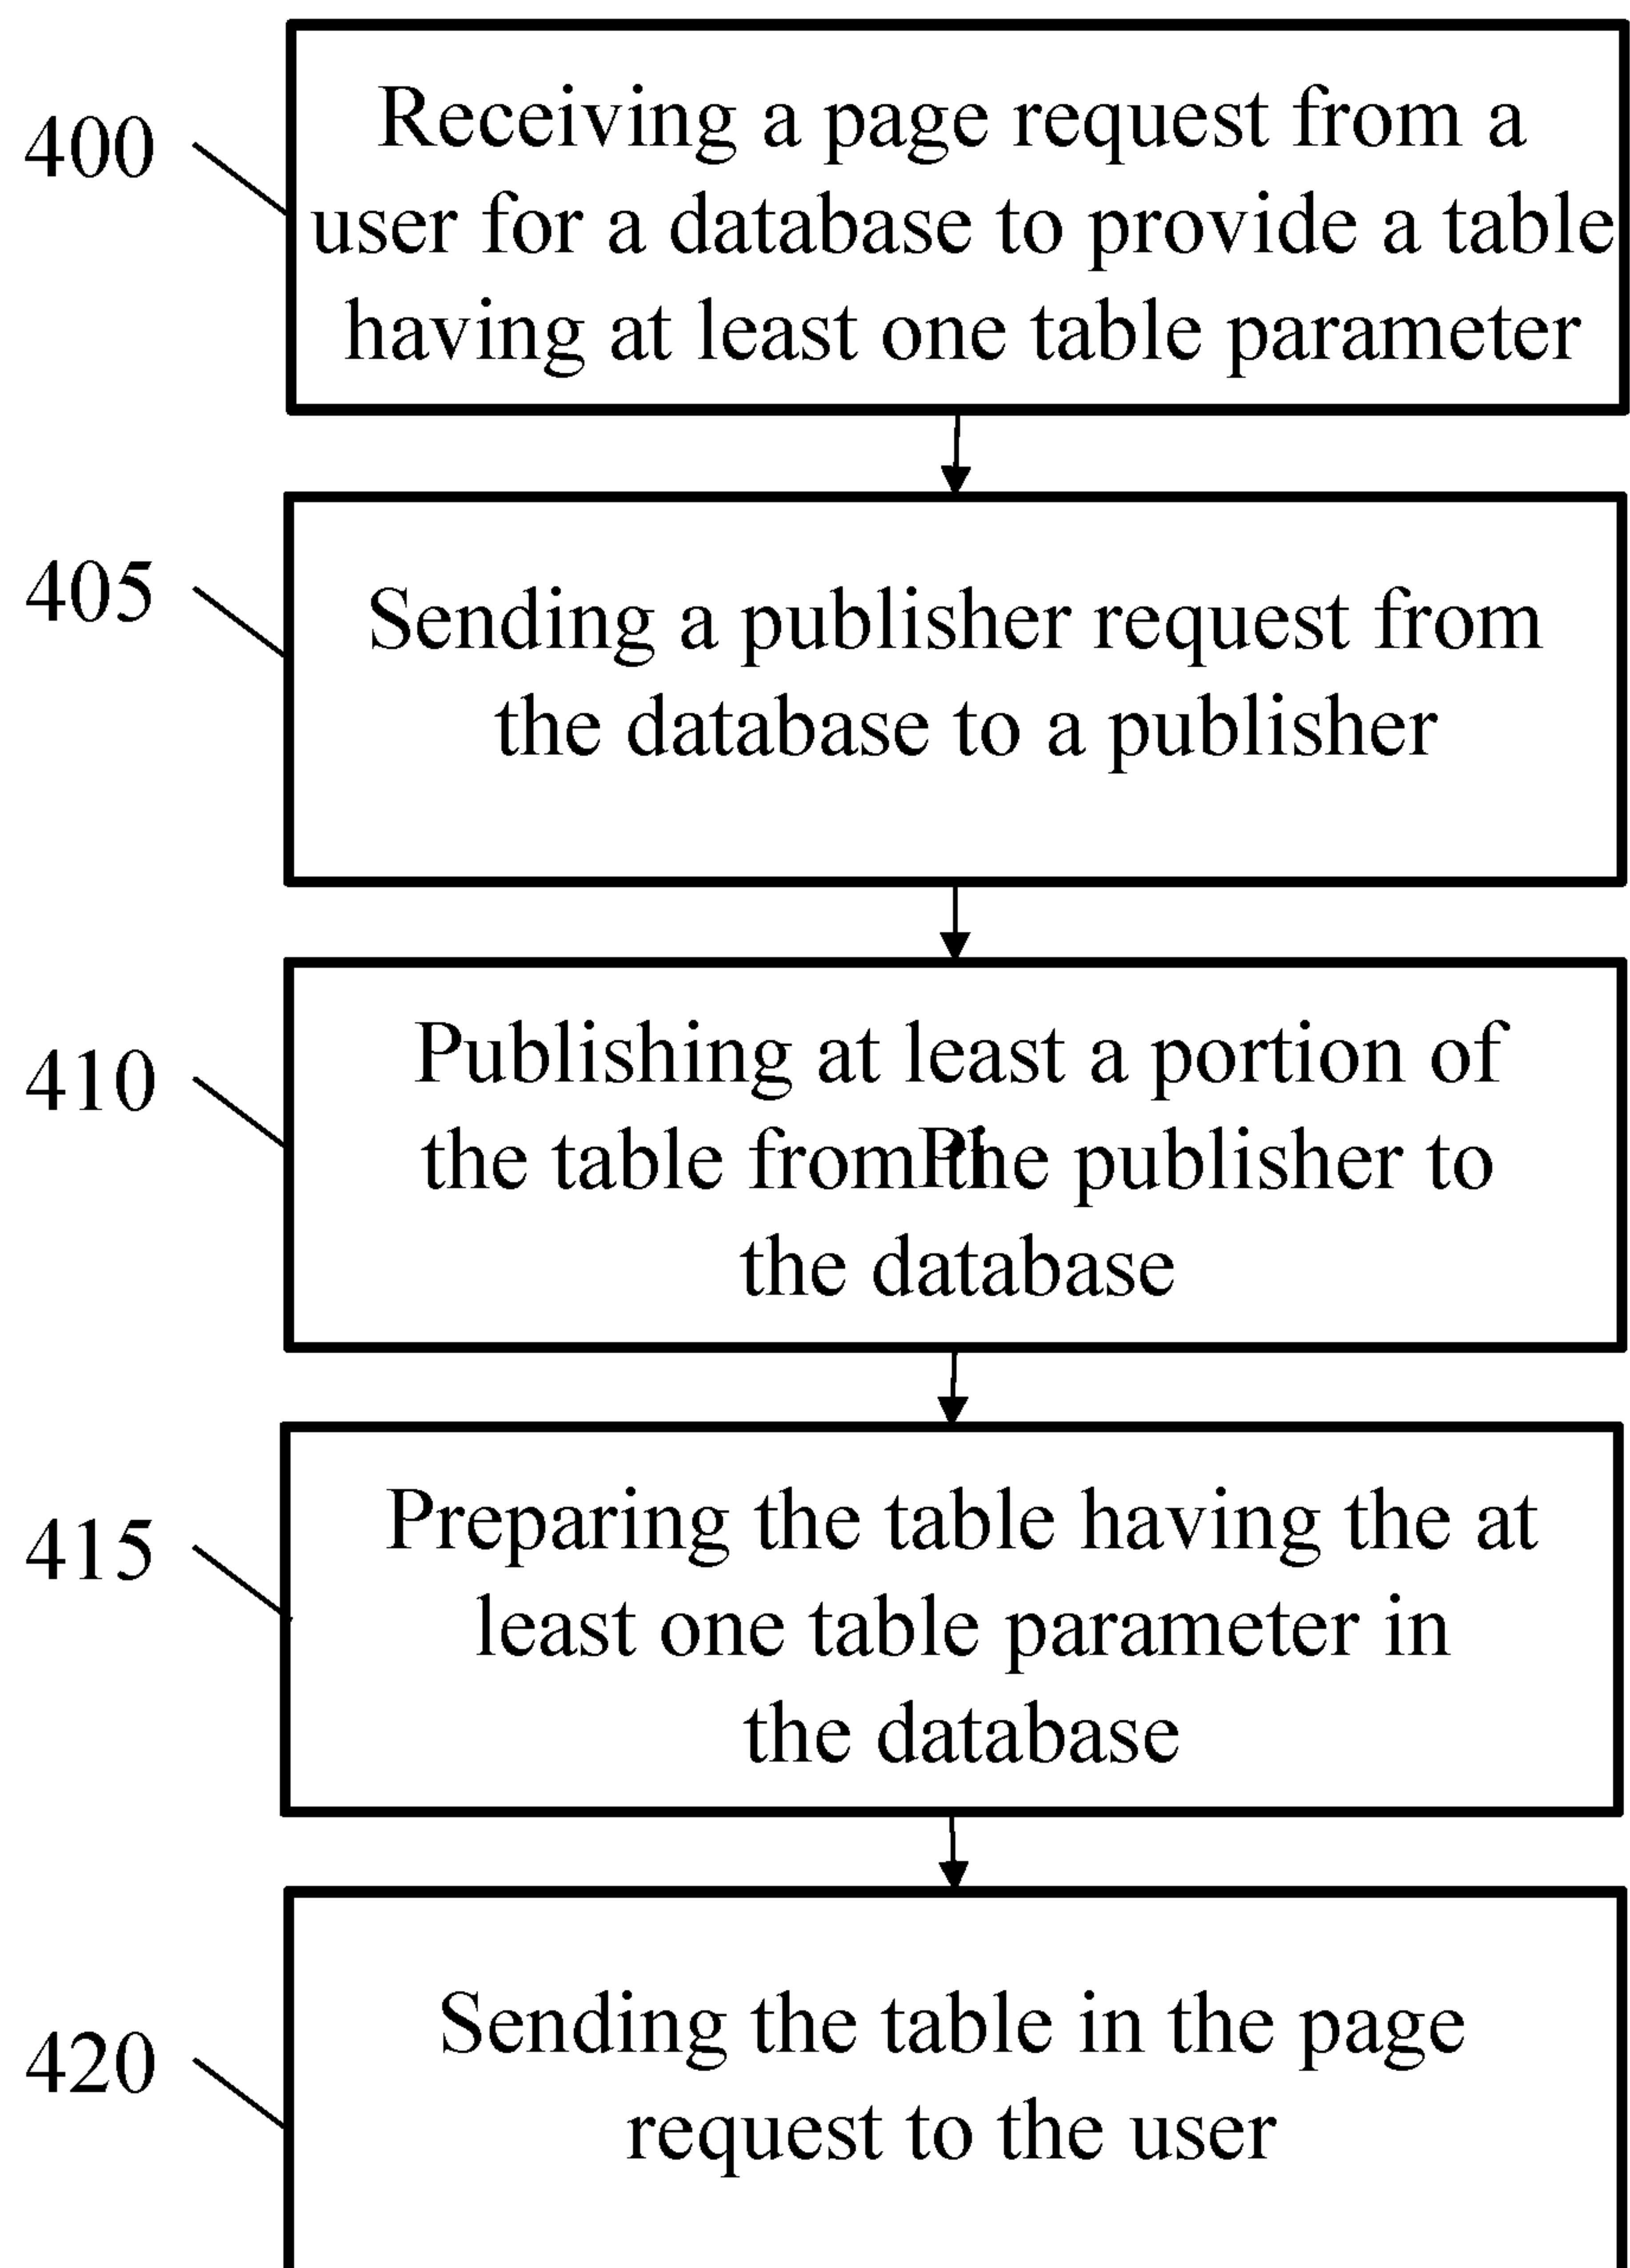 400
Receiving a page request from a
user for a database to provide a table
having at least one table parameter
405
Sending a publisher request from
the database to a publisher
410
Publishing at least a portion of
the table from the publisher to
the database
415
Preparing the table having the at
least one table parameter in
the database
420
Sending the table in the page
request to the user